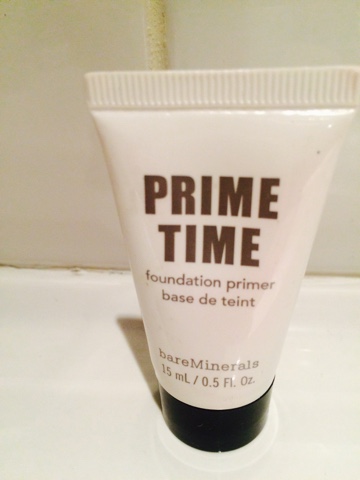 PRIME
TIME
foundation primer
base de teint
bareMinerals
15 mL / 0.5 Fl. Oz.